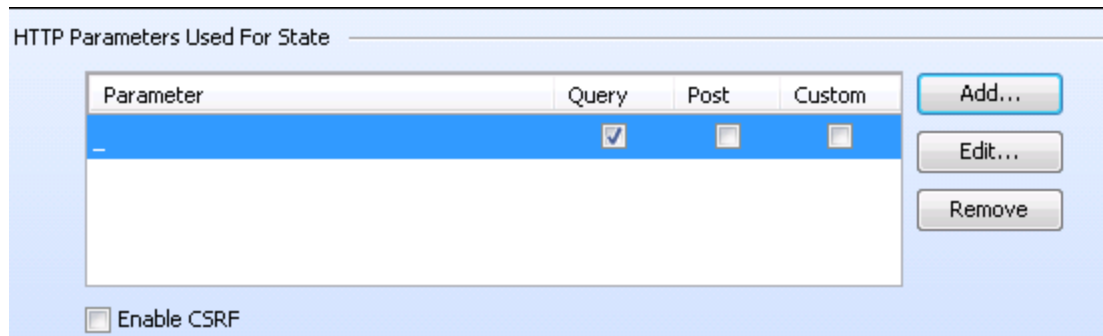 HTTP Parameters Used For State
Parameter Query Post Custom Add...
_
Edit...
Remove
Enable CSRF